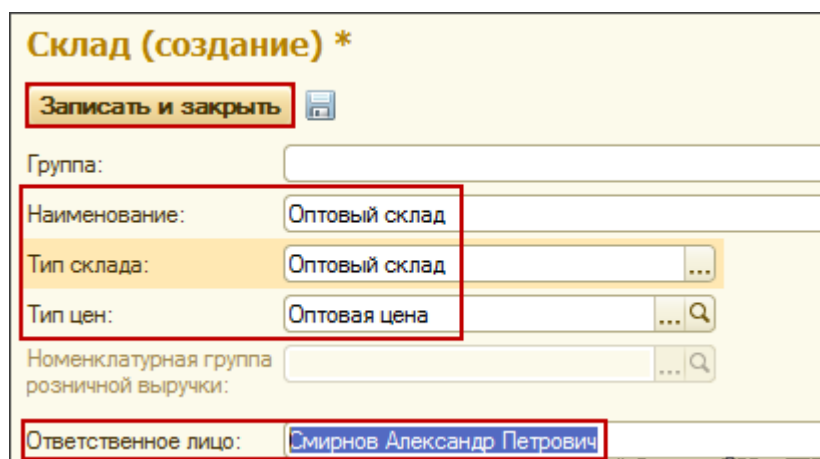 Склад (создание) *
Записать и закрыть
Группа:
Наименование: Оптовый склад
Тип склада: Оптовый склад ...
Тип цен: Оптовая цена ...
Номенклатурная группа
розничной выручки: ...
Ответственное лицо: Смирнов Александр Петрович